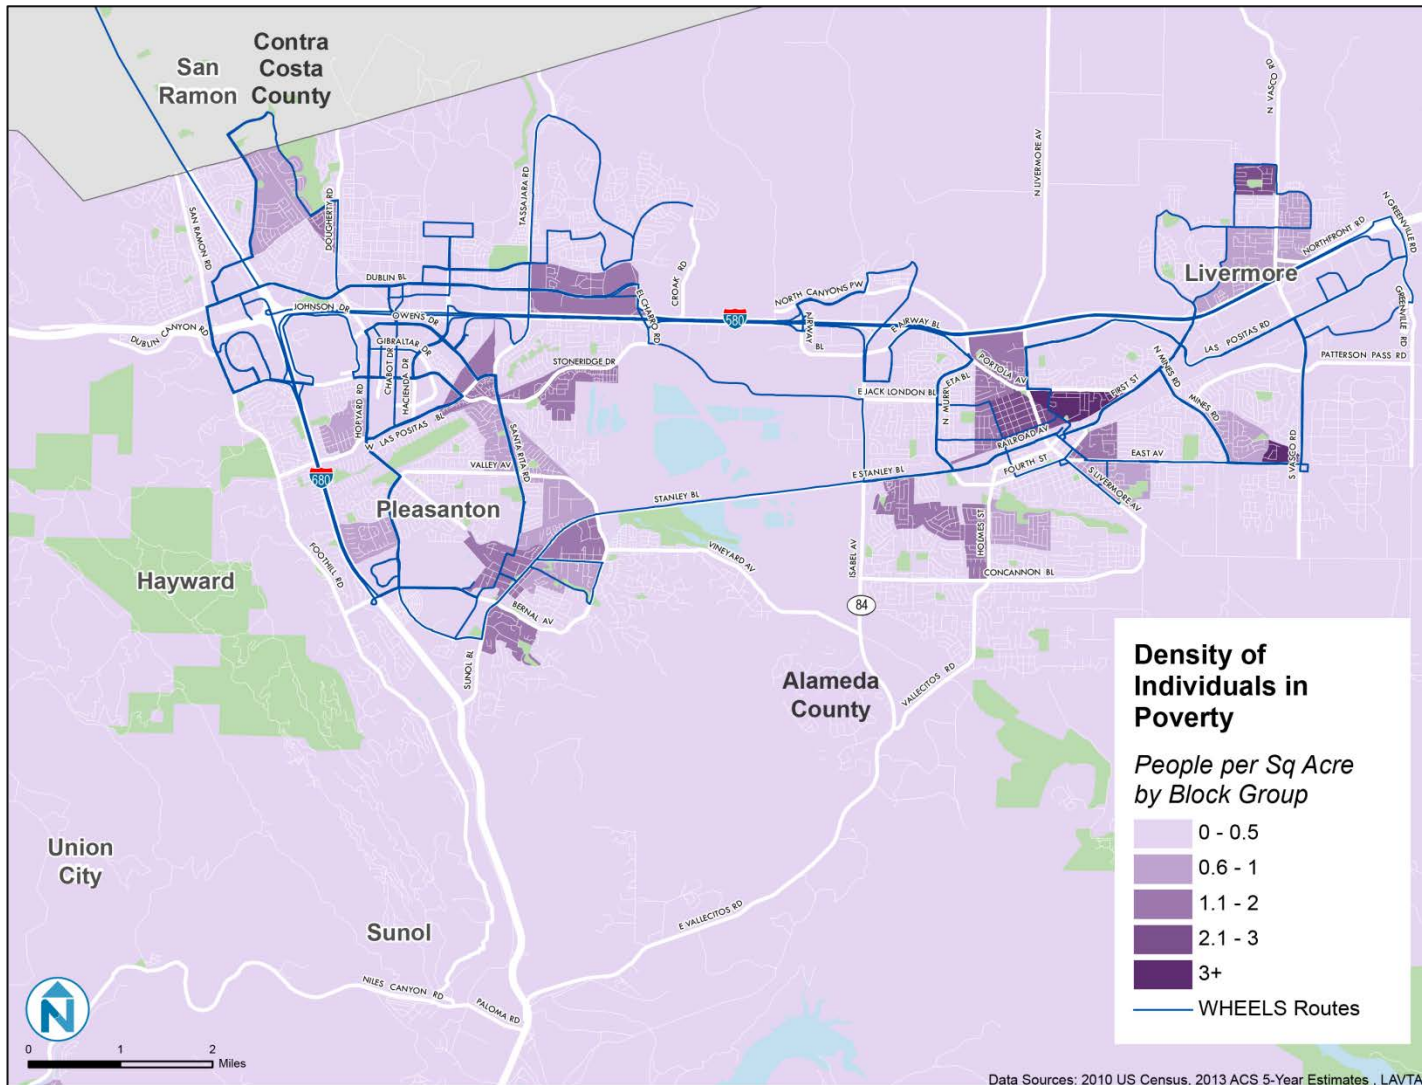 Contra
Costa
County
San
Ramon
N VASCO RD
N LIVERMORE AV
TASSAJARA RD
DOUGHERTY RD
SAN RAMON RD
N GREENVILLE RD
NORTHFRONT RD
Livermore
GREENVILLE RD
CROAK RD
DUBLIN BL
NORTH CANYONS PW
EL CHARRO RD
JOHNSON DR
OWENS DR
580
AIRWAY BL
E AIRWAY BL
DUBLIN CANYON RD
GIBRALTAR DR
LAS POSITAS RD
PATTERSON PASS RD
STONERIDGE DR
CHABOT DR
HACIENDA DR
PORTOLA AV
N MINES RD
FIRST ST
E JACK LONDON BL
N MURRIETA BL
HOPYARD RD
W LAS POSITAS BL
MINES RD
SANTA RITA RD
RAILROAD AV
EAST AV
S VASCO RD
VALLEY AV
680
E STANLEY BL
FOURTH ST
S LIVERMORE AV
STANLEY BL
Pleasanton
HOLMES ST
VINEYARD AV
ISABEL AV
CONCANNON BL
FOOTHILL RD
Hayward
84
BERNAL AV
SUNOL BL
Alameda
County
VALLECITOS RD
Union
City
Sunol
E VALLECITOS RD
NILES CANYON RD
PALOMA RD
N
0 1 2
Miles
Density of
Individuals in
Poverty
People per Sq Acre
by Block Group
0 - 0.5
0.6 - 1
1.1 - 2
2.1 - 3
3+
WHEELS Routes
Data Sources: 2010 US Census, 2013 ACS 5-Year Estimates , LAVTA